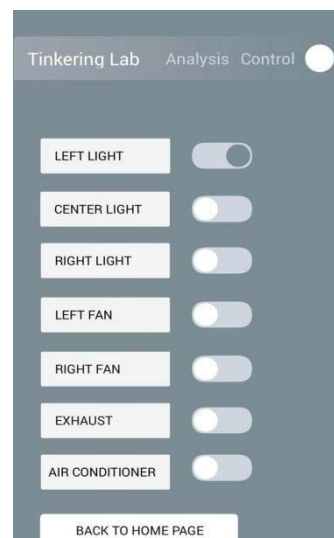 Tinkering Lab Analysis Control
LEFT LIGHT
CENTER LIGHT
RIGHT LIGHT
LEFT FAN
RIGHT FAN
EXHAUST
AIR CONDITIONER
BACK TO HOME PAGE